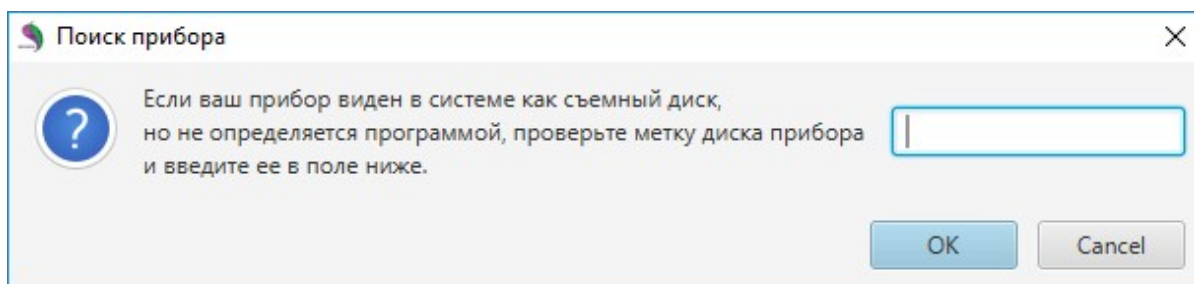 Поиск прибора
Если ваш прибор виден в системе как съемный диск,
но не определяется программой, проверьте метку диска прибора
и введите ее в поле ниже.
OK
Cancel